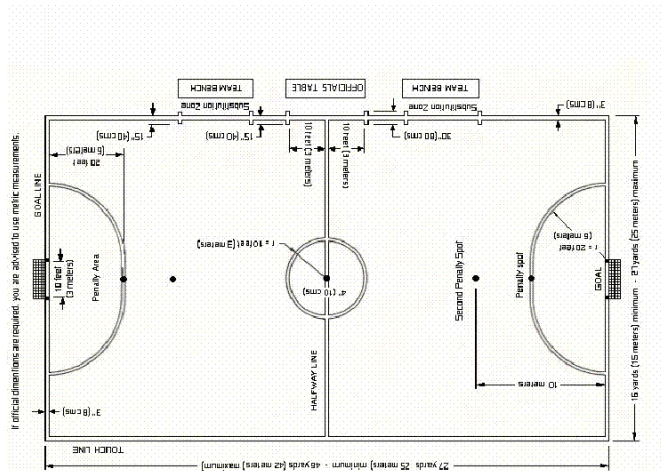 TEAM BENCH
OFFICIALS TABLE
TEAM BENCH
Substitution Zone
Substitution Zone
3" (8 cms)
15" (40 cms)
15" (40 cms)
10 feet (3 meters)
10 feet (3 meters)
30" (80 cms)
20 feet
(6 meters)
GOAL LINE
r = 20 feet
(6 meters)
r = 10 feet (3 meters)
10 feet
(3 meters)
Penalty Area
4" (10 cms)
Second Penalty Spot
Penalty spot
GOAL
HALFWAY LINE
10 meters
3" (8 cms)
TOUCH LINE
27 yards 25 meters) minimum - 46 yards (42 meters) maximum)
16 yards (15 meters) minimum - 27 yards (25 meters) maximum
If official dimentions are required, you are advised to use metric measurements.